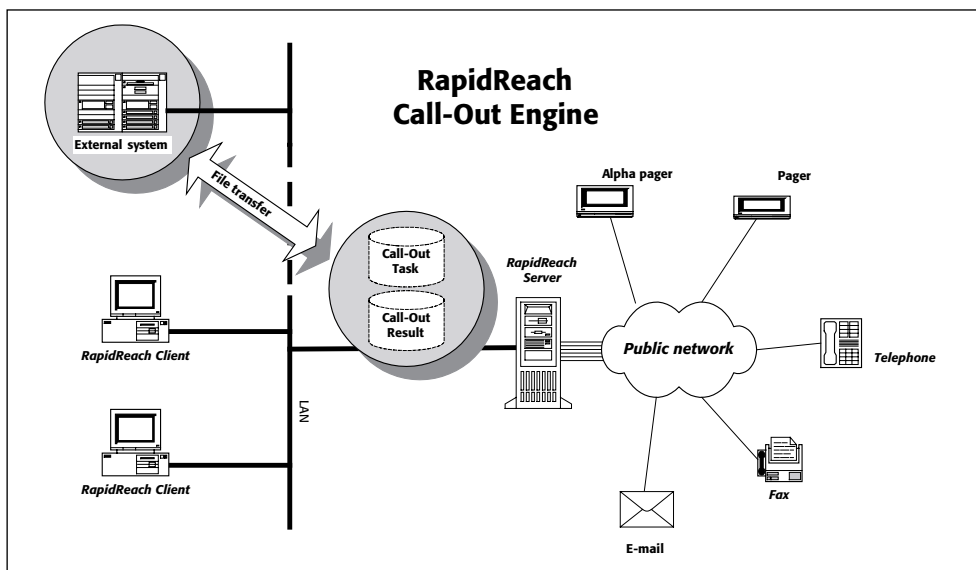 RapidReach
Call-Out Engine
External system
File transfer
Alpha pager
Pager
Call-Out
Task
Call-Out
Result
RapidReach
Server
RapidReach Client
Public network
Telephone
LAN
RapidReach Client
Fax
E-mail